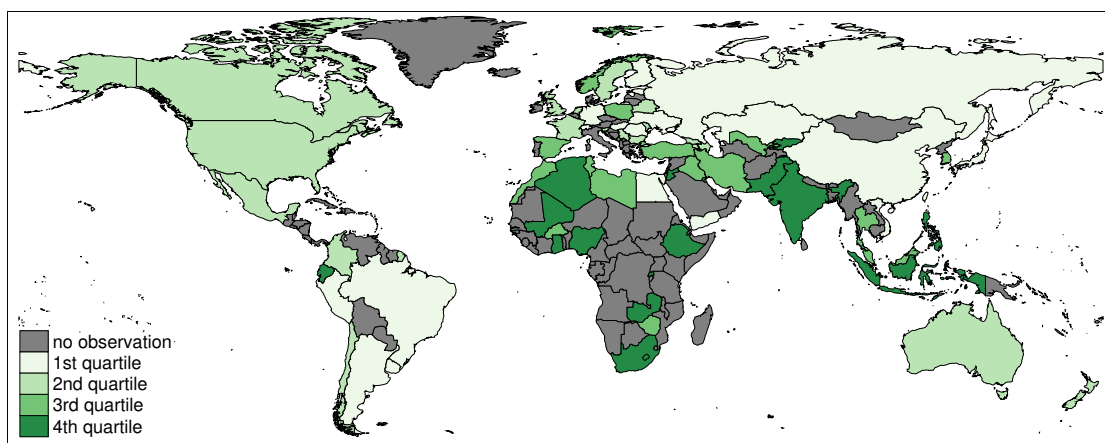 no observation
1st quartile
2nd quartile
3rd quartile
4th quartile